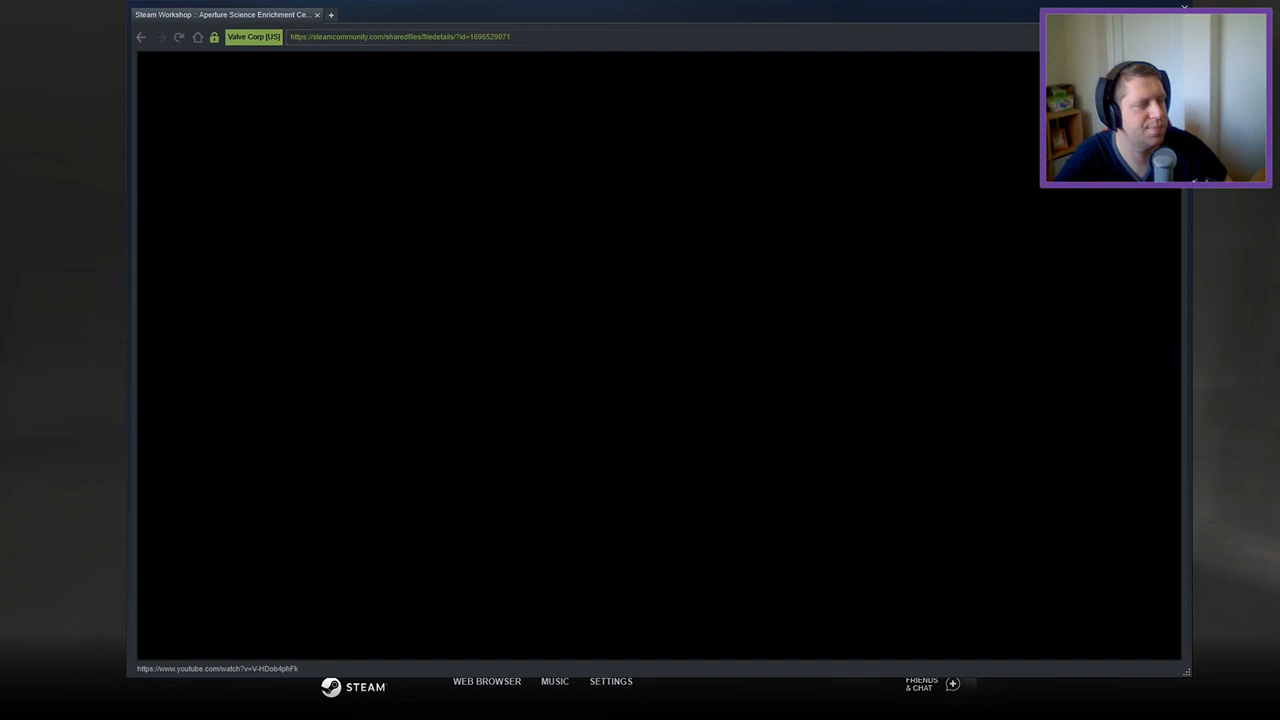 Steam Workshop :: Aperture Science Enrichment Ce...
Valve Corp [US]
https://steamcommunity.com/sharedfiles/filedetails/?id=1696529071
https://www.youtube.com/watch?v=V-HDob4phFk
STEAM
WEB BROWSER
MUSIC
SETTINGS
FRIENDS
& CHAT